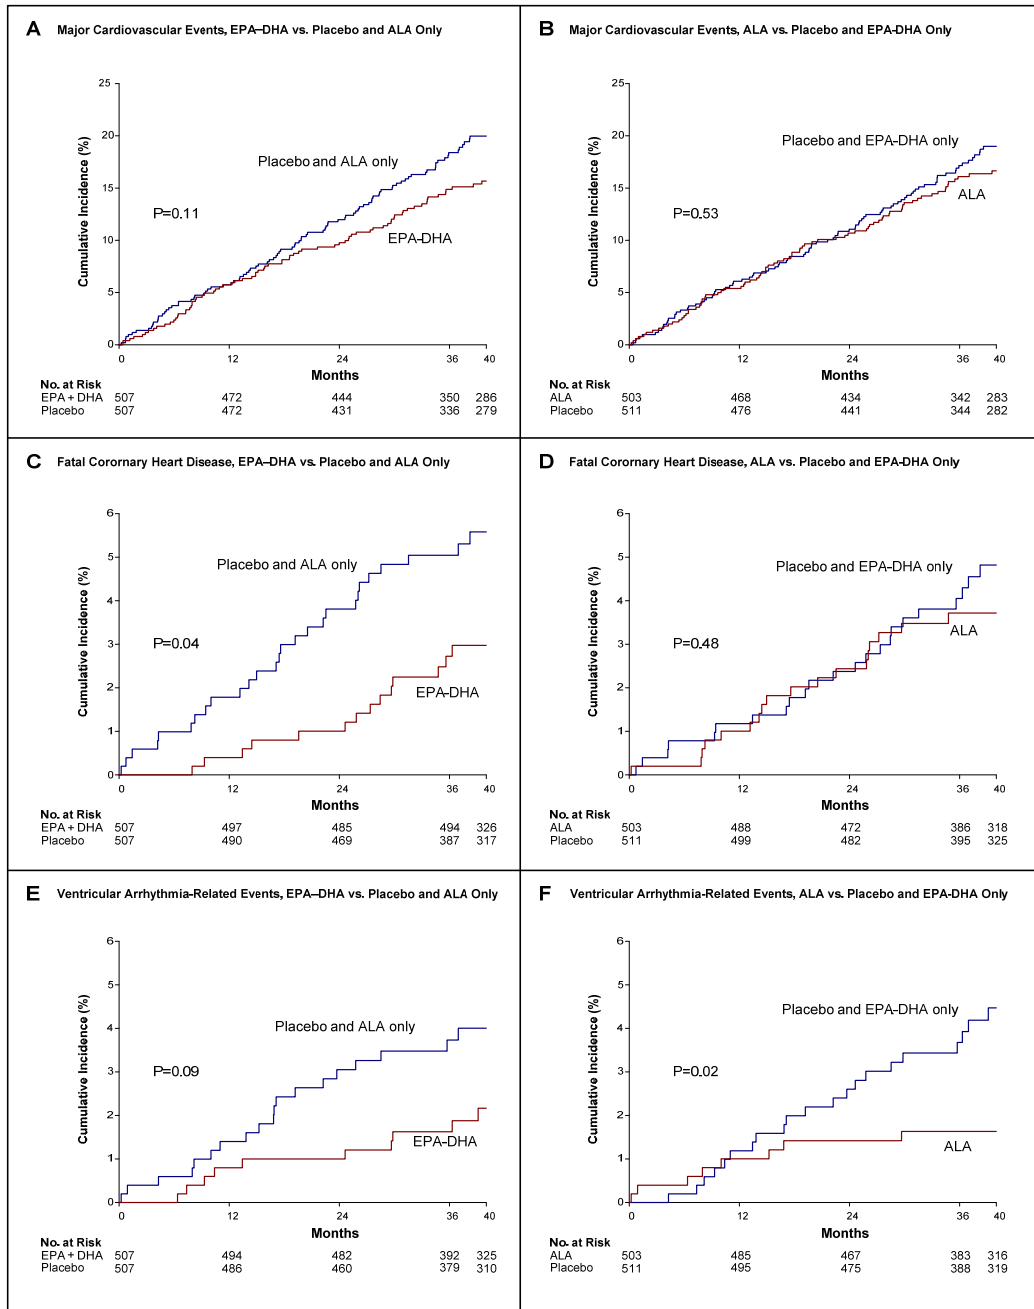 A Major Cardiovascular Events, EPA–DHA vs. Placebo and ALA Only
Cumulative Incidence (%)
25
20
15
10
5
0
Placebo and ALA only
P=0.11
EPA-DHA
0 12 24 36 40
Months
No. at Risk
EPA + DHA 507 472 444 350 286
Placebo 507 472 431 336 279
B Major Cardiovascular Events, ALA vs. Placebo and EPA-DHA Only
Cumulative Incidence (%)
25
20
15
10
5
0
Placebo and EPA-DHA only
ALA
P=0.53
0 12 24 36 40
Months
No. at Risk
ALA 503 468 434 342 283
Placebo 511 476 441 344 282
C Fatal Corornary Heart Disease, EPA–DHA vs. Placebo and ALA Only
Cumulative Incidence (%)
6
5
4
3
2
1
0
Placebo and ALA only
P=0.04
EPA-DHA
0 12 24 36 40
Months
No. at Risk
EPA + DHA 507 497 485 494 326
Placebo 507 490 469 387 317
D Fatal Corornary Heart Disease, ALA vs. Placebo and EPA-DHA Only
Cumulative Incidence (%)
6
5
4
3
2
1
0
Placebo and EPA-DHA only
P=0.48
ALA
0 12 24 36 40
Months
No. at Risk
ALA 503 488 472 386 318
Placebo 511 499 482 395 325
E Ventricular Arrhythmia-Related Events, EPA–DHA vs. Placebo and ALA Only
Cumulative Incidence (%)
6
5
4
3
2
1
0
Placebo and ALA only
P=0.09
EPA-DHA
0 12 24 36 40
Months
No. at Risk
EPA + DHA 507 494 482 392 325
Placebo 507 486 460 379 310
F Ventricular Arrhythmia-Related Events, ALA vs. Placebo and EPA-DHA Only
Cumulative Incidence (%)
6
5
4
3
2
1
0
Placebo and EPA-DHA only
P=0.02
ALA
0 12 24 36 40
Months
No. at Risk
ALA 503 485 467 383 316
Placebo 511 495 475 388 319